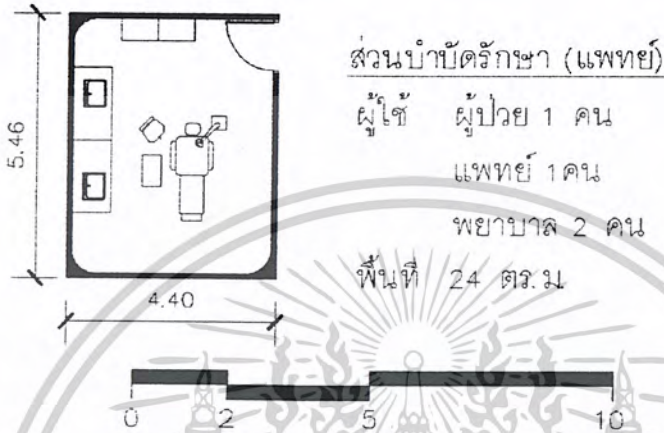 5.46
4.40
ส่วนบำบัดรักษา (แพทย์)
ผู้ใช้ ผู้ป่วย 1 คน
แพทย์ 1คน
พยาบาล 2 คน
พื้นที่ 24 ตร.ม
0 2 5 10